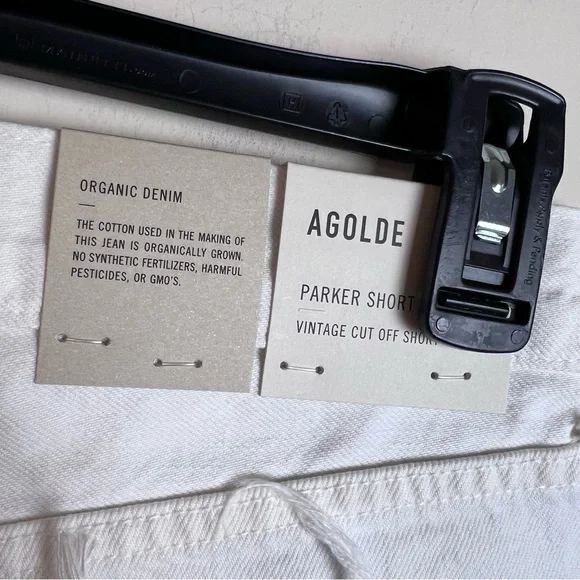 ORGANIC DENIM
THE COTTON USED IN THE MAKING OF
THIS JEAN IS ORGANICALLY GROWN.
NO SYNTHETIC FERTILIZERS, HARMFUL
PESTICIDES, OR GMO'S.
AGOLDE
PARKER SHORT
VINTAGE CUT OFF SHORT
& Pending